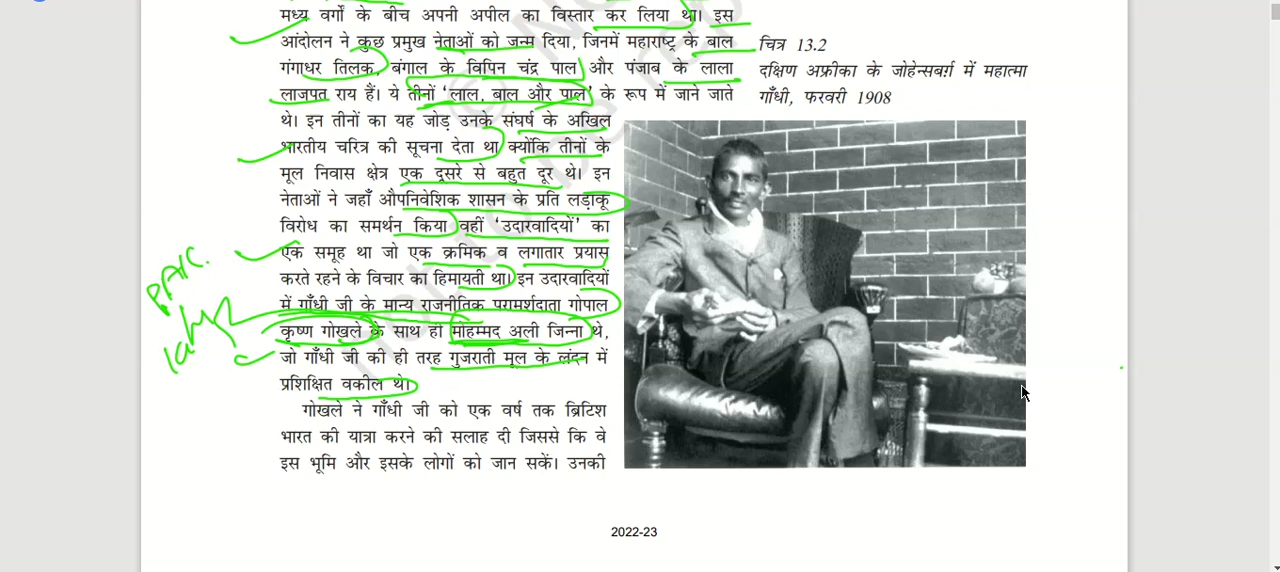 मध्य वर्गों के बीच अपनी अपील का विस्तार कर लिया था। इस
आंदोलन ने कुछ प्रमुख नेताओं को जन्म दिया, जिनमें महाराष्ट्र के बाल
गंगाधर तिलक, बंगाल के विपिन चंद्र पाल और पंजाब के लाला
लाजपत राय हैं। ये तीनों ‘लाल, बाल और पाल’ के रूप में जाने जाते
थे। इन तीनों का यह जोड़ उनके संघर्ष के अखिल
भारतीय चरित्र की सूचना देता था क्योंकि तीनों के
मूल निवास क्षेत्र एक दूसरे से बहुत दूर थे। इन
नेताओं ने जहाँ औपनिवेशिक शासन के प्रति लड़ाकू
विरोध का समर्थन किया वहीं ‘उदारवादियों’ का
एक समूह था जो एक क्रमिक व लगातार प्रयास
करते रहने के विचार का हिमायती था। इन उदारवादियों
में गाँधी जी के मान्य राजनीतिक परामर्शदाता गोपाल
कृष्ण गोखले के साथ ही मोहम्मद अली जिन्ना थे,
जो गाँधी जी की ही तरह गुजराती मूल के लंदन में
प्रशिक्षित वकील थे।
गोखले ने गाँधी जी को एक वर्ष तक ब्रिटिश
भारत की यात्रा करने की सलाह दी जिससे कि वे
इस भूमि और इसके लोगों को जान सकें। उनकी
चित्र 13.2
दक्षिण अफ्रीका के जोहेन्सबर्ग में महात्मा
गाँधी, फरवरी 1908
2022-23